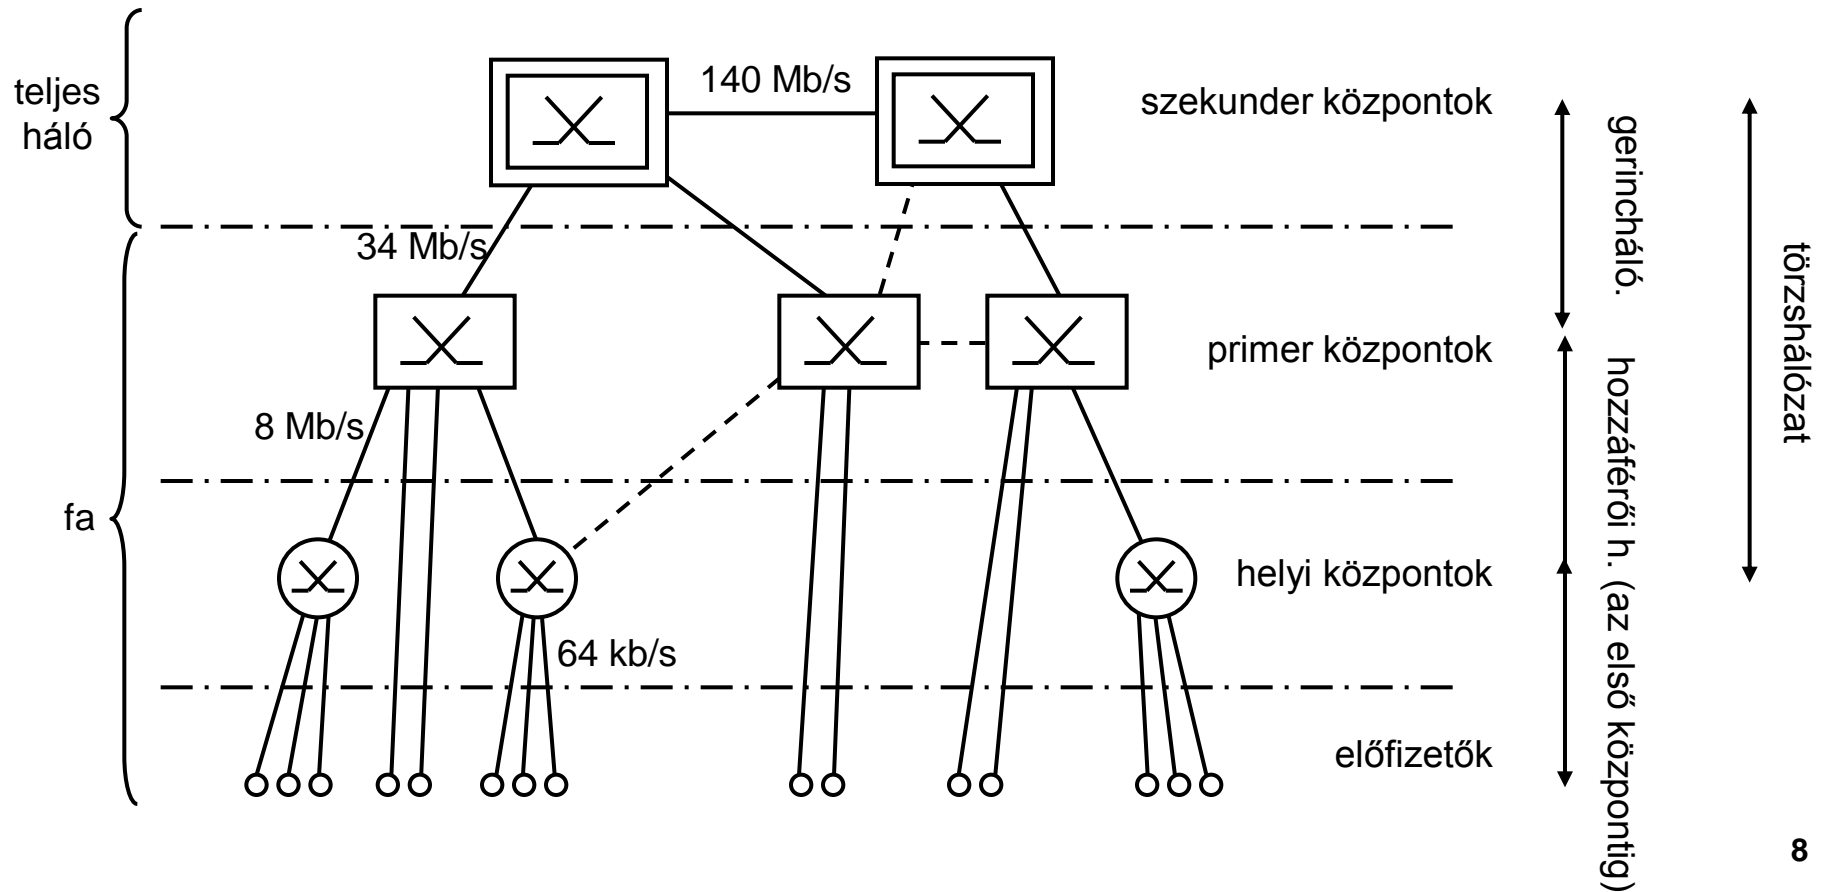 teljes
háló
140 Mb/s
szekunder központok
34 Mb/s
primer központok
8 Mb/s
fa
helyi központok
64 kb/s
előfizetők
gerincháló.
hozzáférői h. (az első központig)
törzshálózat
8